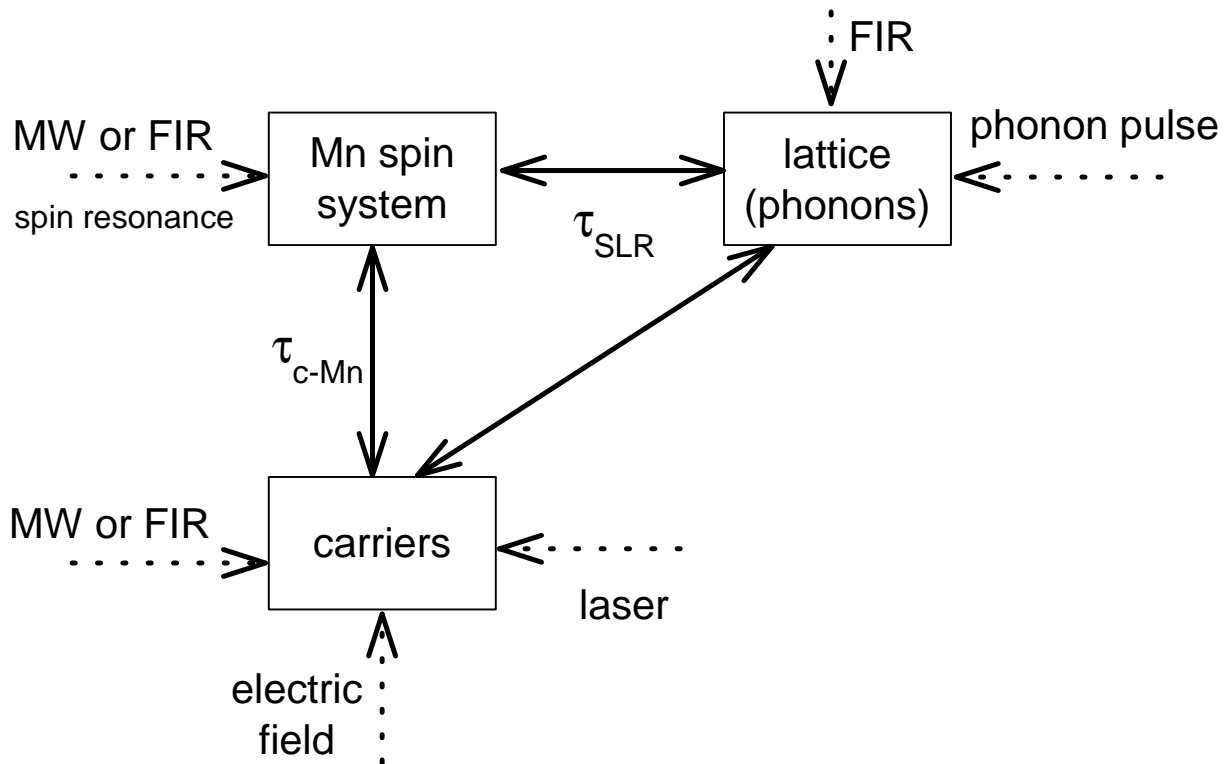 FIR
MW or FIR
spin resonance
Mn spin
system
lattice
(phonons)
phonon pulse
τSLR
τc-Mn
MW or FIR
carriers
laser
electric
field